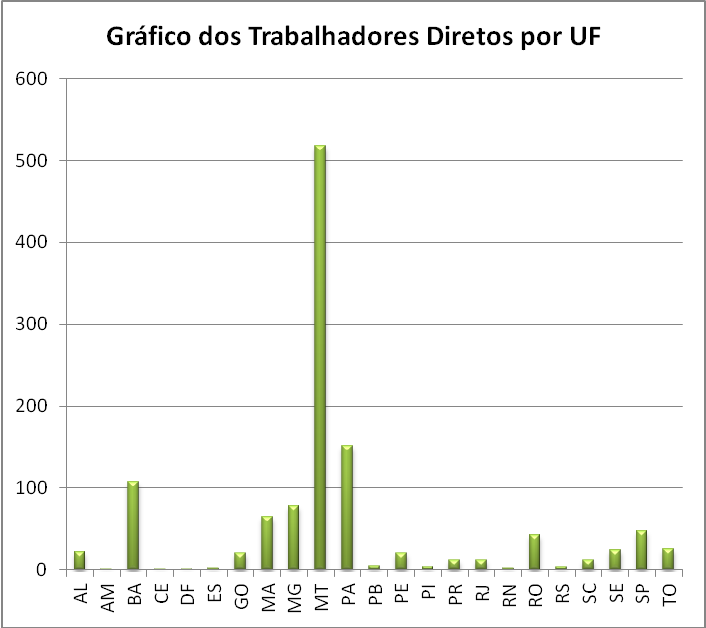 Gráfico dos Trabalhadores Diretos por UF
600
500
400
300
200
100
0
AL
AM
BA
CE
DF
ES
GO
MA
MG
MT
PA
PB
PE
PI
PR
RJ
RN
RO
RS
SC
SE
SP
TO